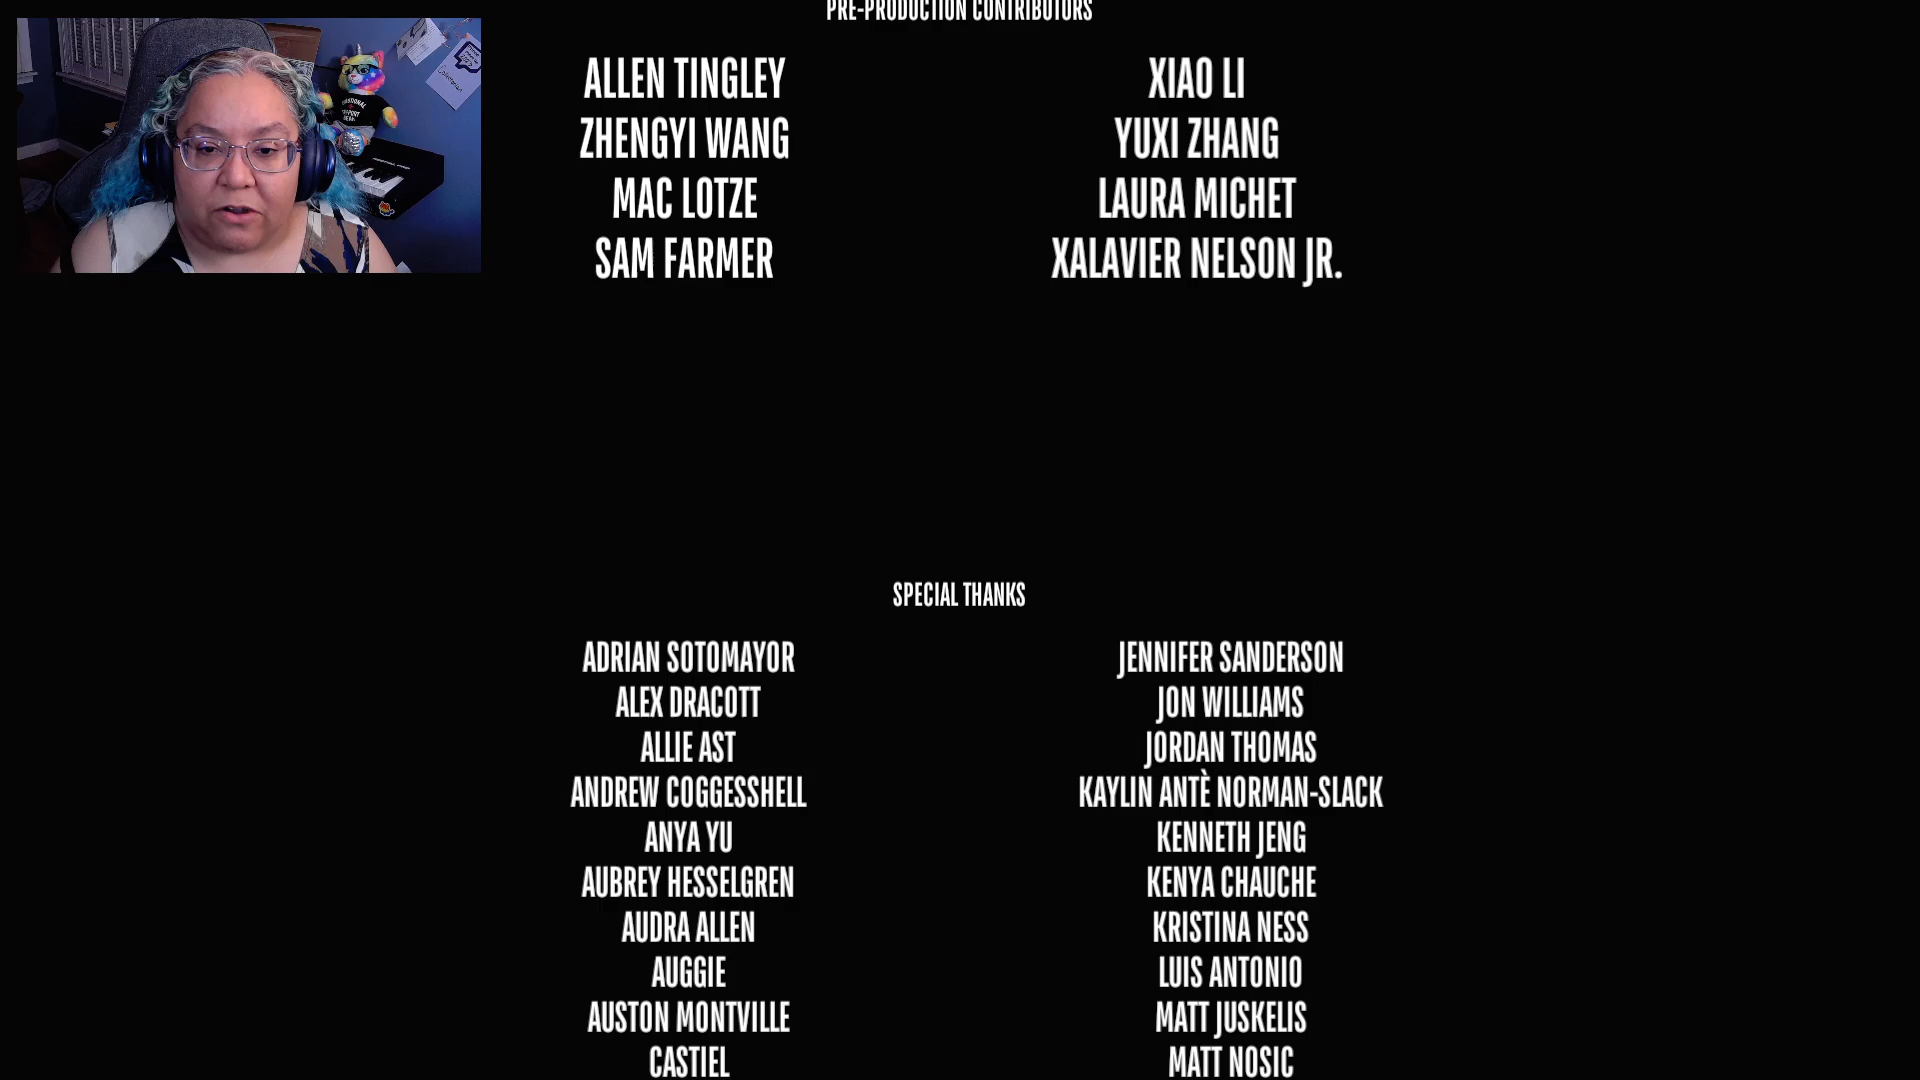 PRE-PRODUCTION CONTRIBUTORS
ALLEN TINGLEY
XIAO LI
ZHENGYI WANG
YUXI ZHANG
MAC LOTZE
LAURA MICHET
SAM FARMER
XALAVIER NELSON JR.
SPECIAL THANKS
ADRIAN SOTOMAYOR
JENNIFER SANDERSON
ALEX DRACOTT
JON WILLIAMS
ALLIE AST
JORDAN THOMAS
ANDREW COGGESSHELL
KAYLIN ANTÈ NORMAN-SLACK
ANYA YU
KENNETH JENG
AUBREY HESSELGREN
KENYA CHAUCHE
AUDRA ALLEN
KRISTINA NESS
AUGGIE
LUIS ANTONIO
AUSTON MONTVILLE
MATT JUSKELIS
CASTIEL
MATT NOSIC